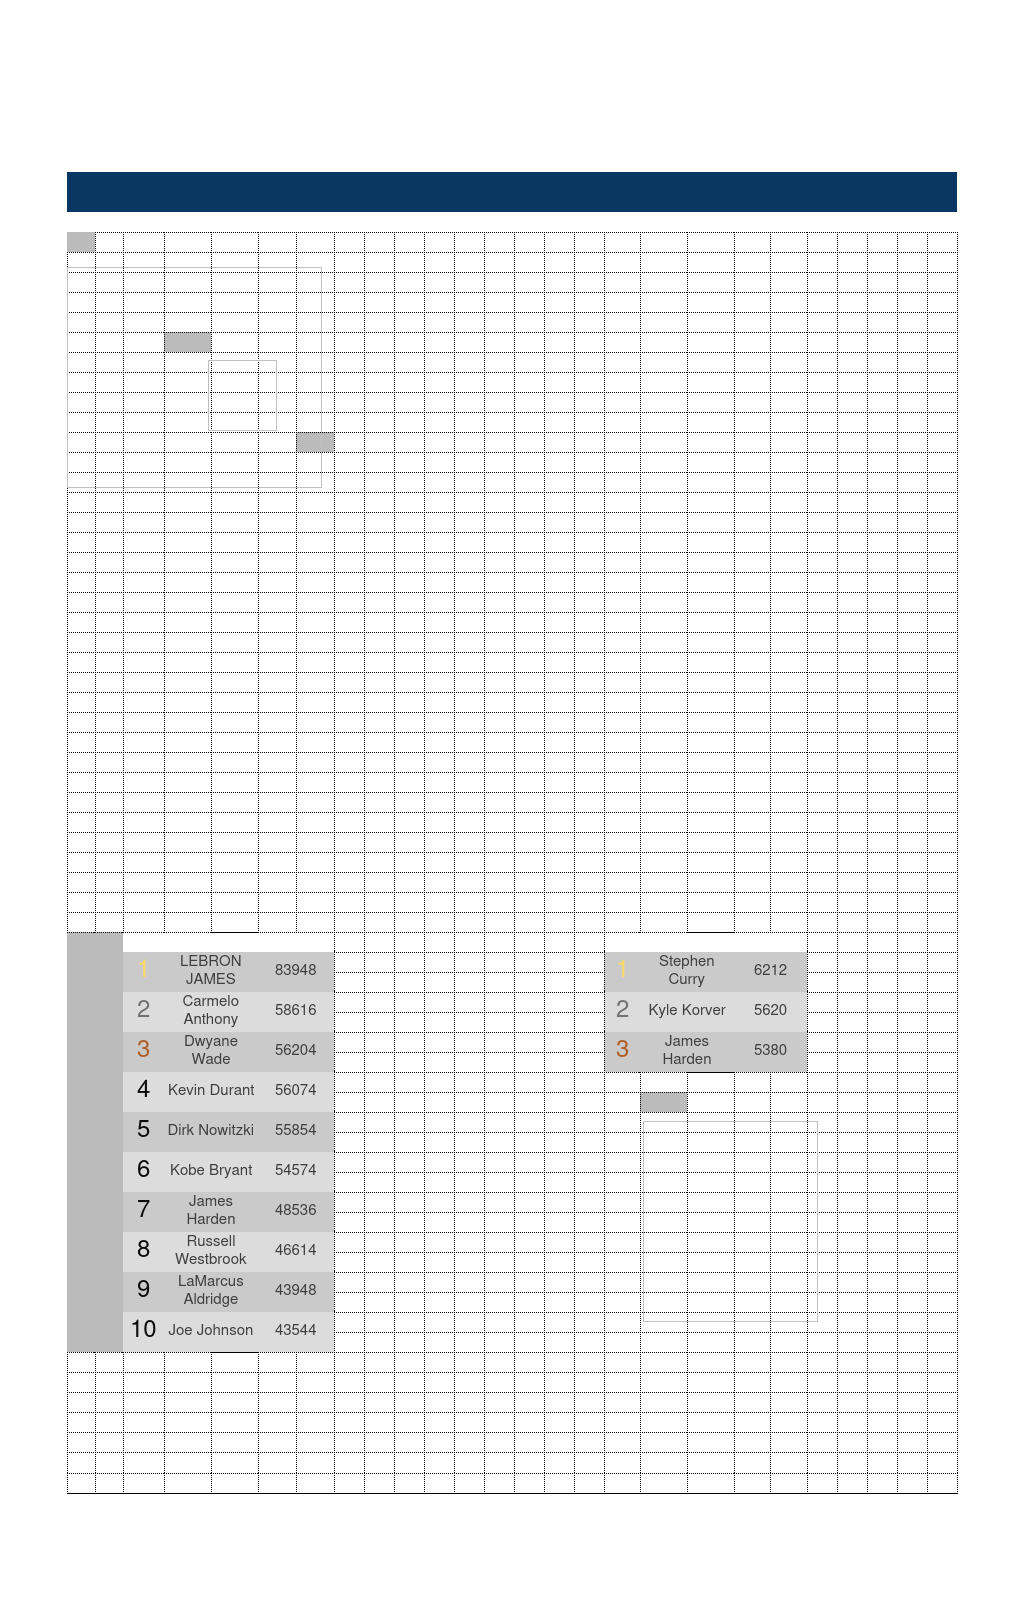 1 LEBRON JAMES 83948
2 Carmelo Anthony 58616
3 Dwyane Wade 56204
4 Kevin Durant 56074
5 Dirk Nowitzki 55854
6 Kobe Bryant 54574
7 James Harden 48536
8 Russell Westbrook 46614
9 LaMarcus Aldridge 43948
10 Joe Johnson 43544
1 Stephen Curry 6212
2 Kyle Korver 5620
3 James Harden 5380